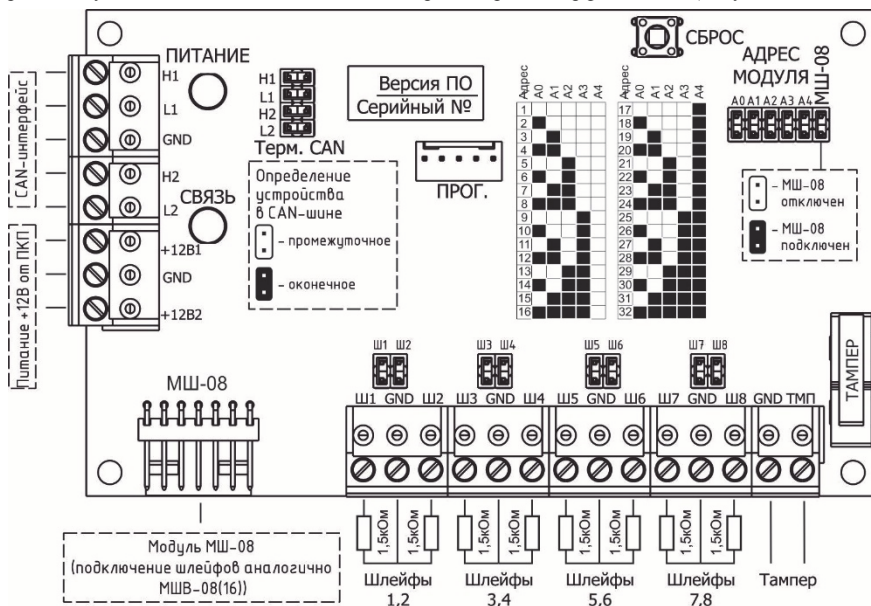 ПИТАНИЕ
СБРОС
CAN-интерфейс
H1
L1
GND
H2
L2
СВЯЗЬ
Питание +12В от ПКП
+12В1
GND
+12В2
H1
L1
H2
L2
Терм. CAN
Определение
устройства
в CAN-шине
- промежуточное
- оконечное
Версия ПО
Серийный №
ПРОГ.
Адрес A0 A1 A2 A3 A4
1
2
3
4
5
6
7
8
9
10
11
12
13
14
15
16
Адрес A0 A1 A2 A3 A4
17
18
19
20
21
22
23
24
25
26
27
28
29
30
31
32
АДРЕС
МОДУЛЯ
A0 A1 A2 A3 A4 МШ-08
- МШ-08
отключен
- МШ-08
подключен
ТАМПЕР
МШ-08
Ш1 Ш2
Ш3 Ш4
Ш5 Ш6
Ш7 Ш8
Ш1 GND Ш2
Ш3 GND Ш4
Ш5 GND Ш6
Ш7 GND Ш8
GND ТМП
1,5кОм 1,5кОм
1,5кОм 1,5кОм
1,5кОм 1,5кОм
1,5кОм 1,5кОм
Модуль МШ-08
(подключение шлейфов аналогично
МШВ-08(16))
Шлейфы
1,2
Шлейфы
3,4
Шлейфы
5,6
Шлейфы
7,8
Тампер